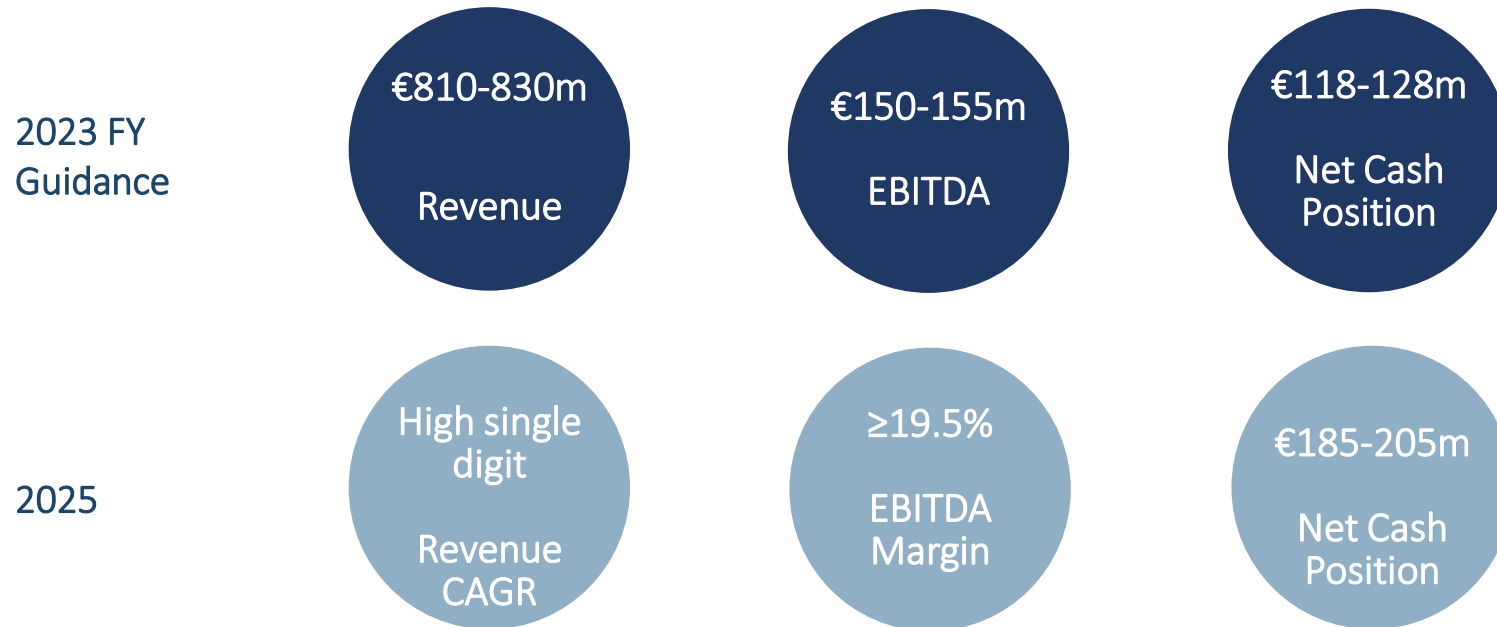 2023 FY
Guidance
€810-830m
Revenue
€150-155m
EBITDA
€118-128m
Net Cash
Position
2025
High single
digit
Revenue
CAGR
≥19.5%
EBITDA
Margin
€185-205m
Net Cash
Position